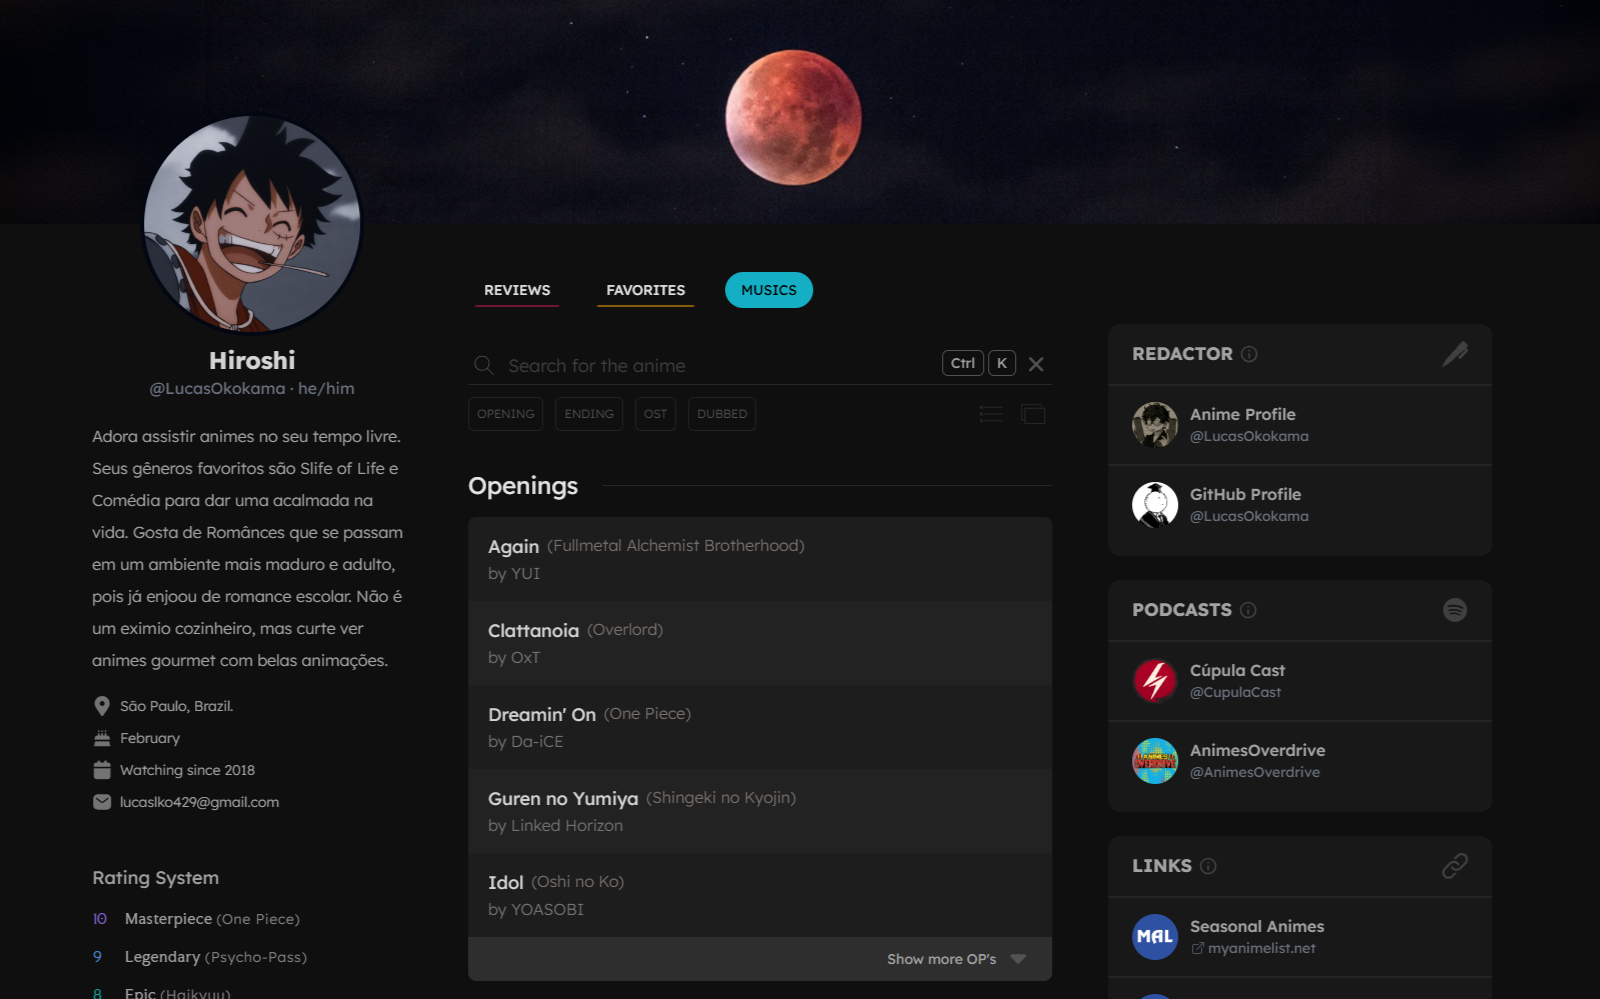 Hiroshi
@LucasOkokama · he/him
Adora assistir animes no seu tempo livre.
Seus gêneros favoritos são Slife of Life e
Comédia para dar uma acalmada na
vida. Gosta de Românces que se passam
em um ambiente mais maduro e adulto,
pois já enjoou de romance escolar. Não é
um eximio cozinheiro, mas curte ver
animes gourmet com belas animações.
São Paulo, Brazil.
February
Watching since 2018
lucaslko429@gmail.com
Rating System
10 Masterpiece (One Piece)
9 Legendary (Psycho-Pass)
8 Epic (Haikyuu)
REVIEWS FAVORITES MUSICS
Search for the anime Ctrl K
OPENING ENDING OST DUBBED
Openings
Again (Fullmetal Alchemist Brotherhood)
by YUI
Clattanoia (Overlord)
by OxT
Dreamin' On (One Piece)
by Da-iCE
Guren no Yumiya (Shingeki no Kyojin)
by Linked Horizon
Idol (Oshi no Ko)
by YOASOBI
Show more OP's
REDACTOR
Anime Profile
@LucasOkokama
GitHub Profile
@LucasOkokama
PODCASTS
Cúpula Cast
@CupulaCast
ANIMES
OVERDRIVE
AnimesOverdrive
@AnimesOverdrive
LINKS
MAL
Seasonal Animes
myanimelist.net